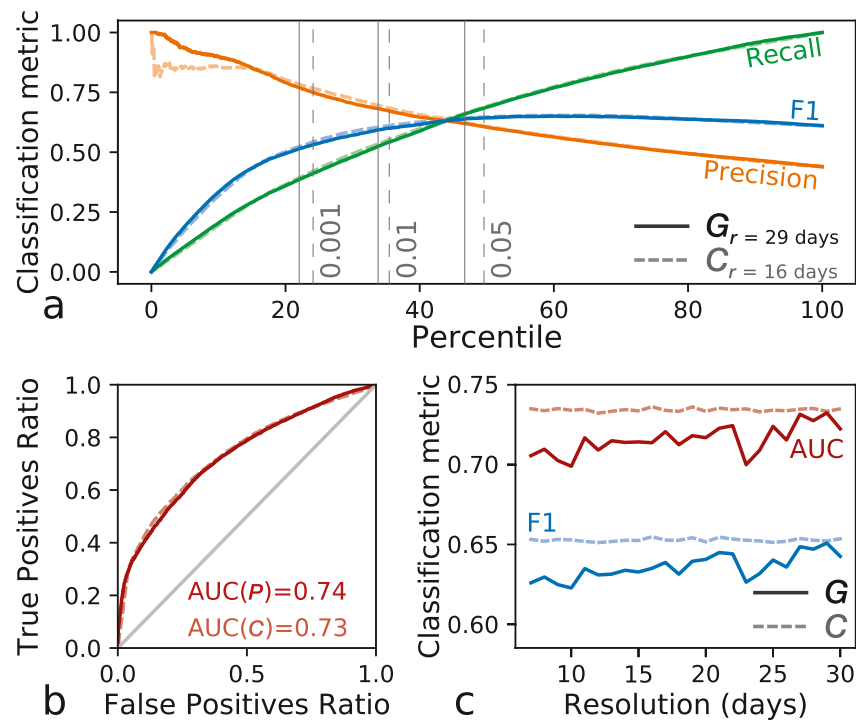 Classification metric
1.00
0.75
0.50
0.25
0.00
Recall
F1
Precision
0.001
0.01
0.05
G r = 29 days
C r = 16 days
0
20
40
60
80
100
Percentile
a
True Positives Ratio
1.0
0.8
0.6
0.4
0.2
0.0
AUC(P)=0.74
AUC(C)=0.73
0.0
0.5
1.0
False Positives Ratio
b
Classification metric
0.75
0.70
0.65
0.60
AUC
F1
G
C
10
15
20
25
30
Resolution (days)
c